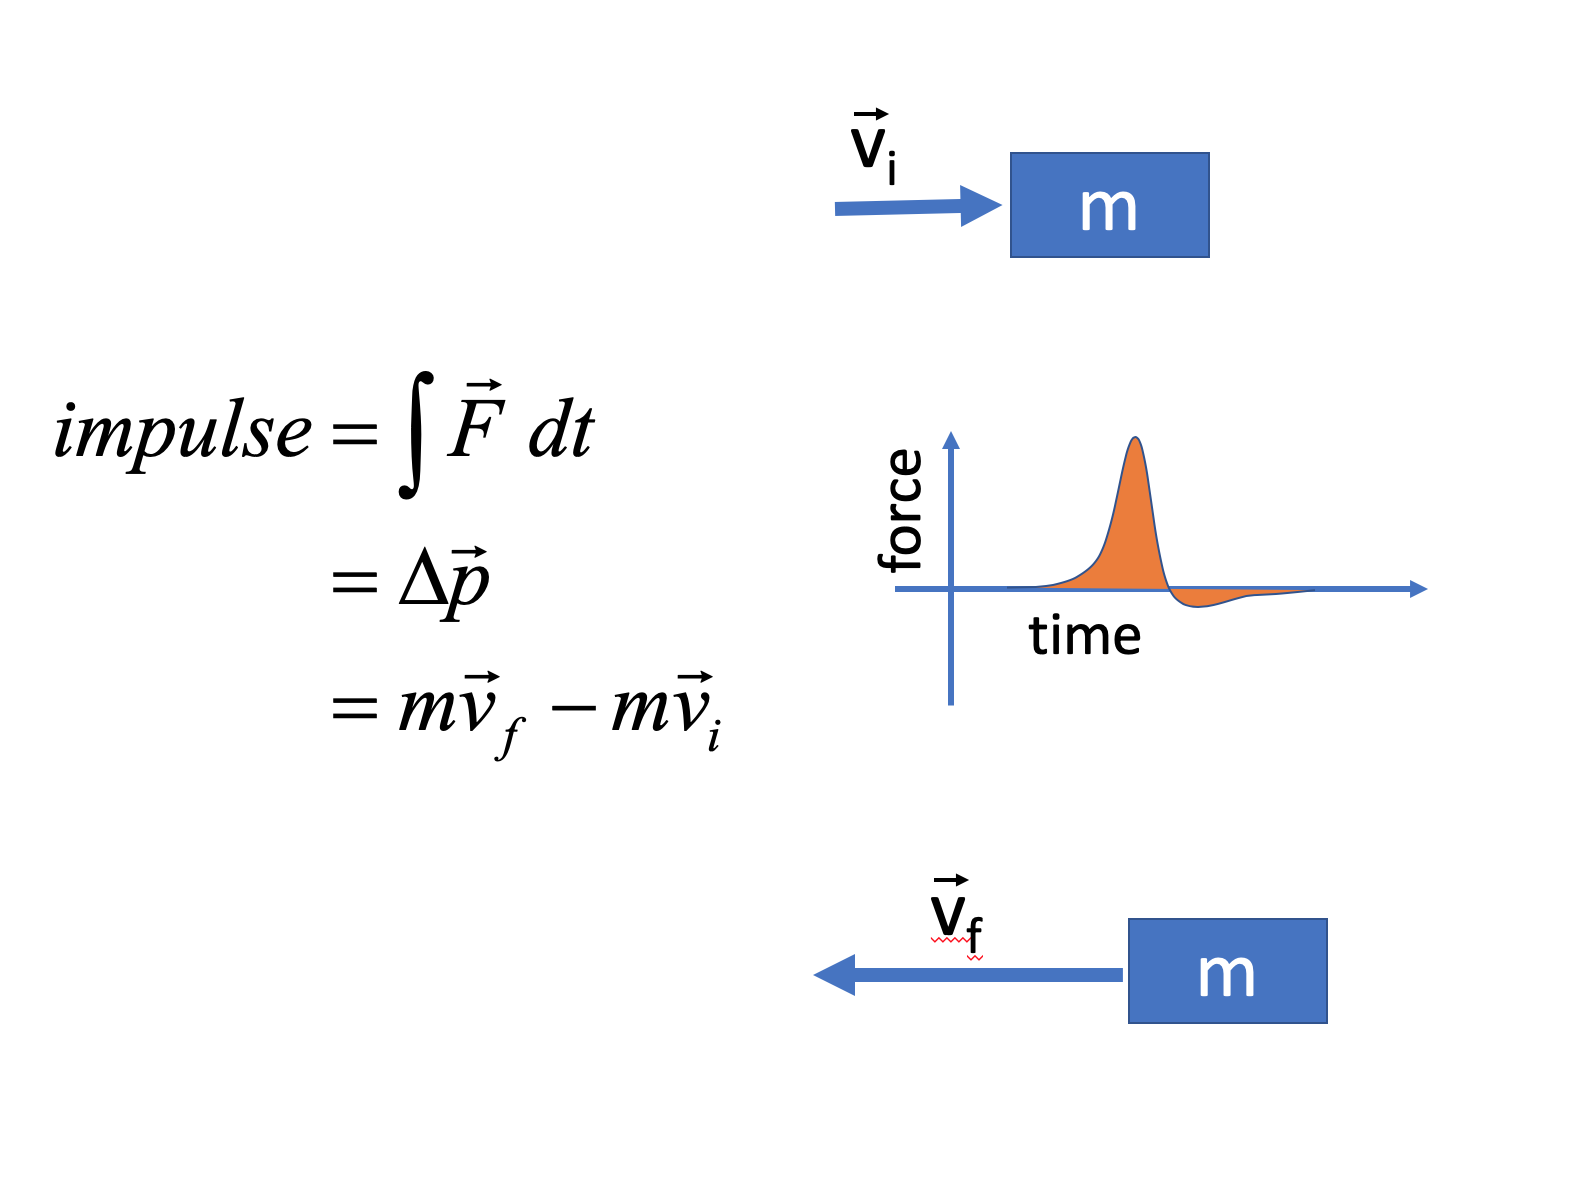 v⃗i
m
impulse = ∫ F⃗ dt
= Δp⃗
= mv⃗f − mv⃗i
force
time
v⃗f
m